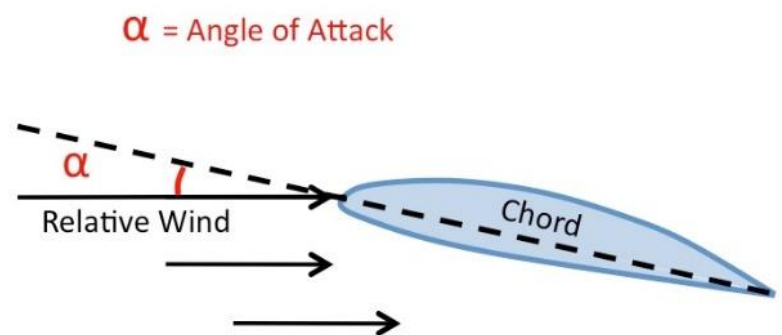 α = Angle of Attack
α
Relative Wind
Chord